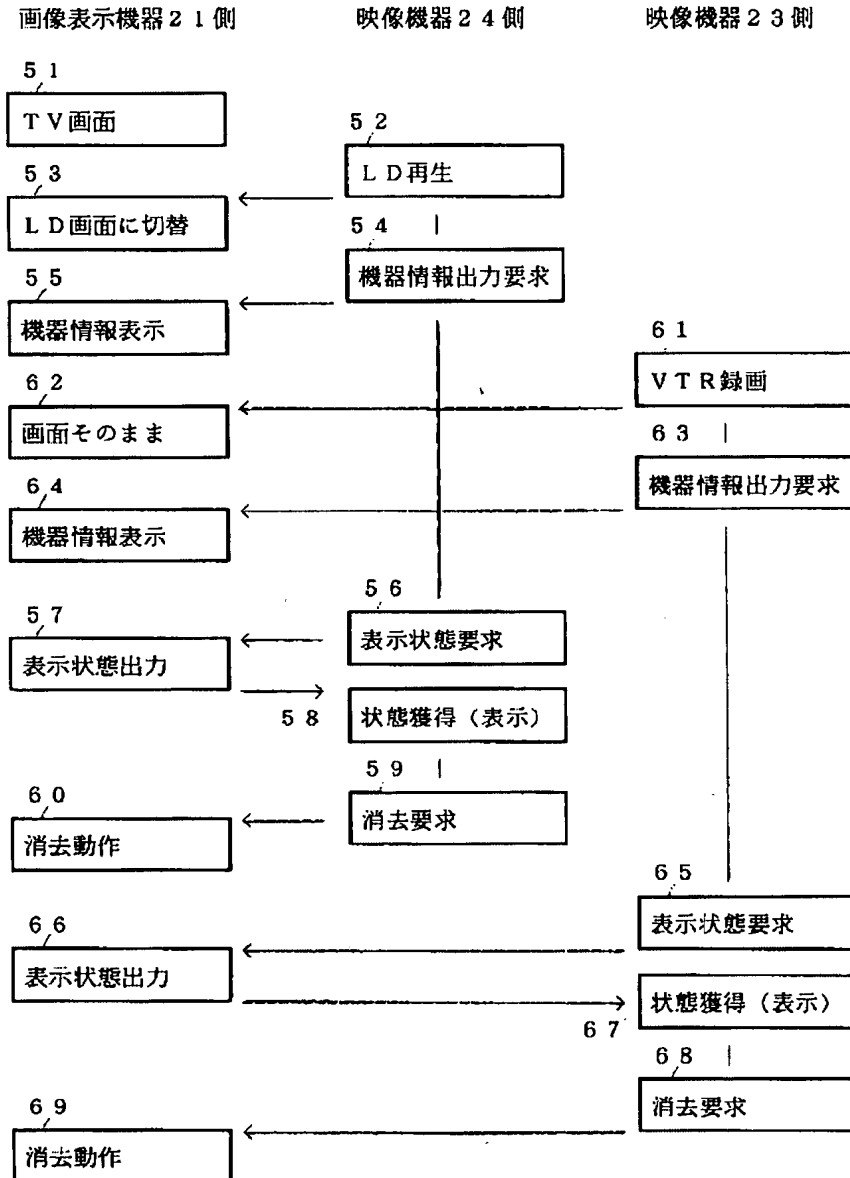 画像表示機器21側 映像機器24側 映像機器23側
51
TV画面
52
LD再生
53
LD画面に切替
54
機器情報出力要求
55
機器情報表示
61
VTR録画
62
画面そのまま
63
機器情報出力要求
64
機器情報表示
56
表示状態要求
57
表示状態出力
58
状態獲得(表示)
59
消去要求
60
消去動作
65
表示状態要求
66
表示状態出力
67
状態獲得(表示)
68
消去要求
69
消去動作